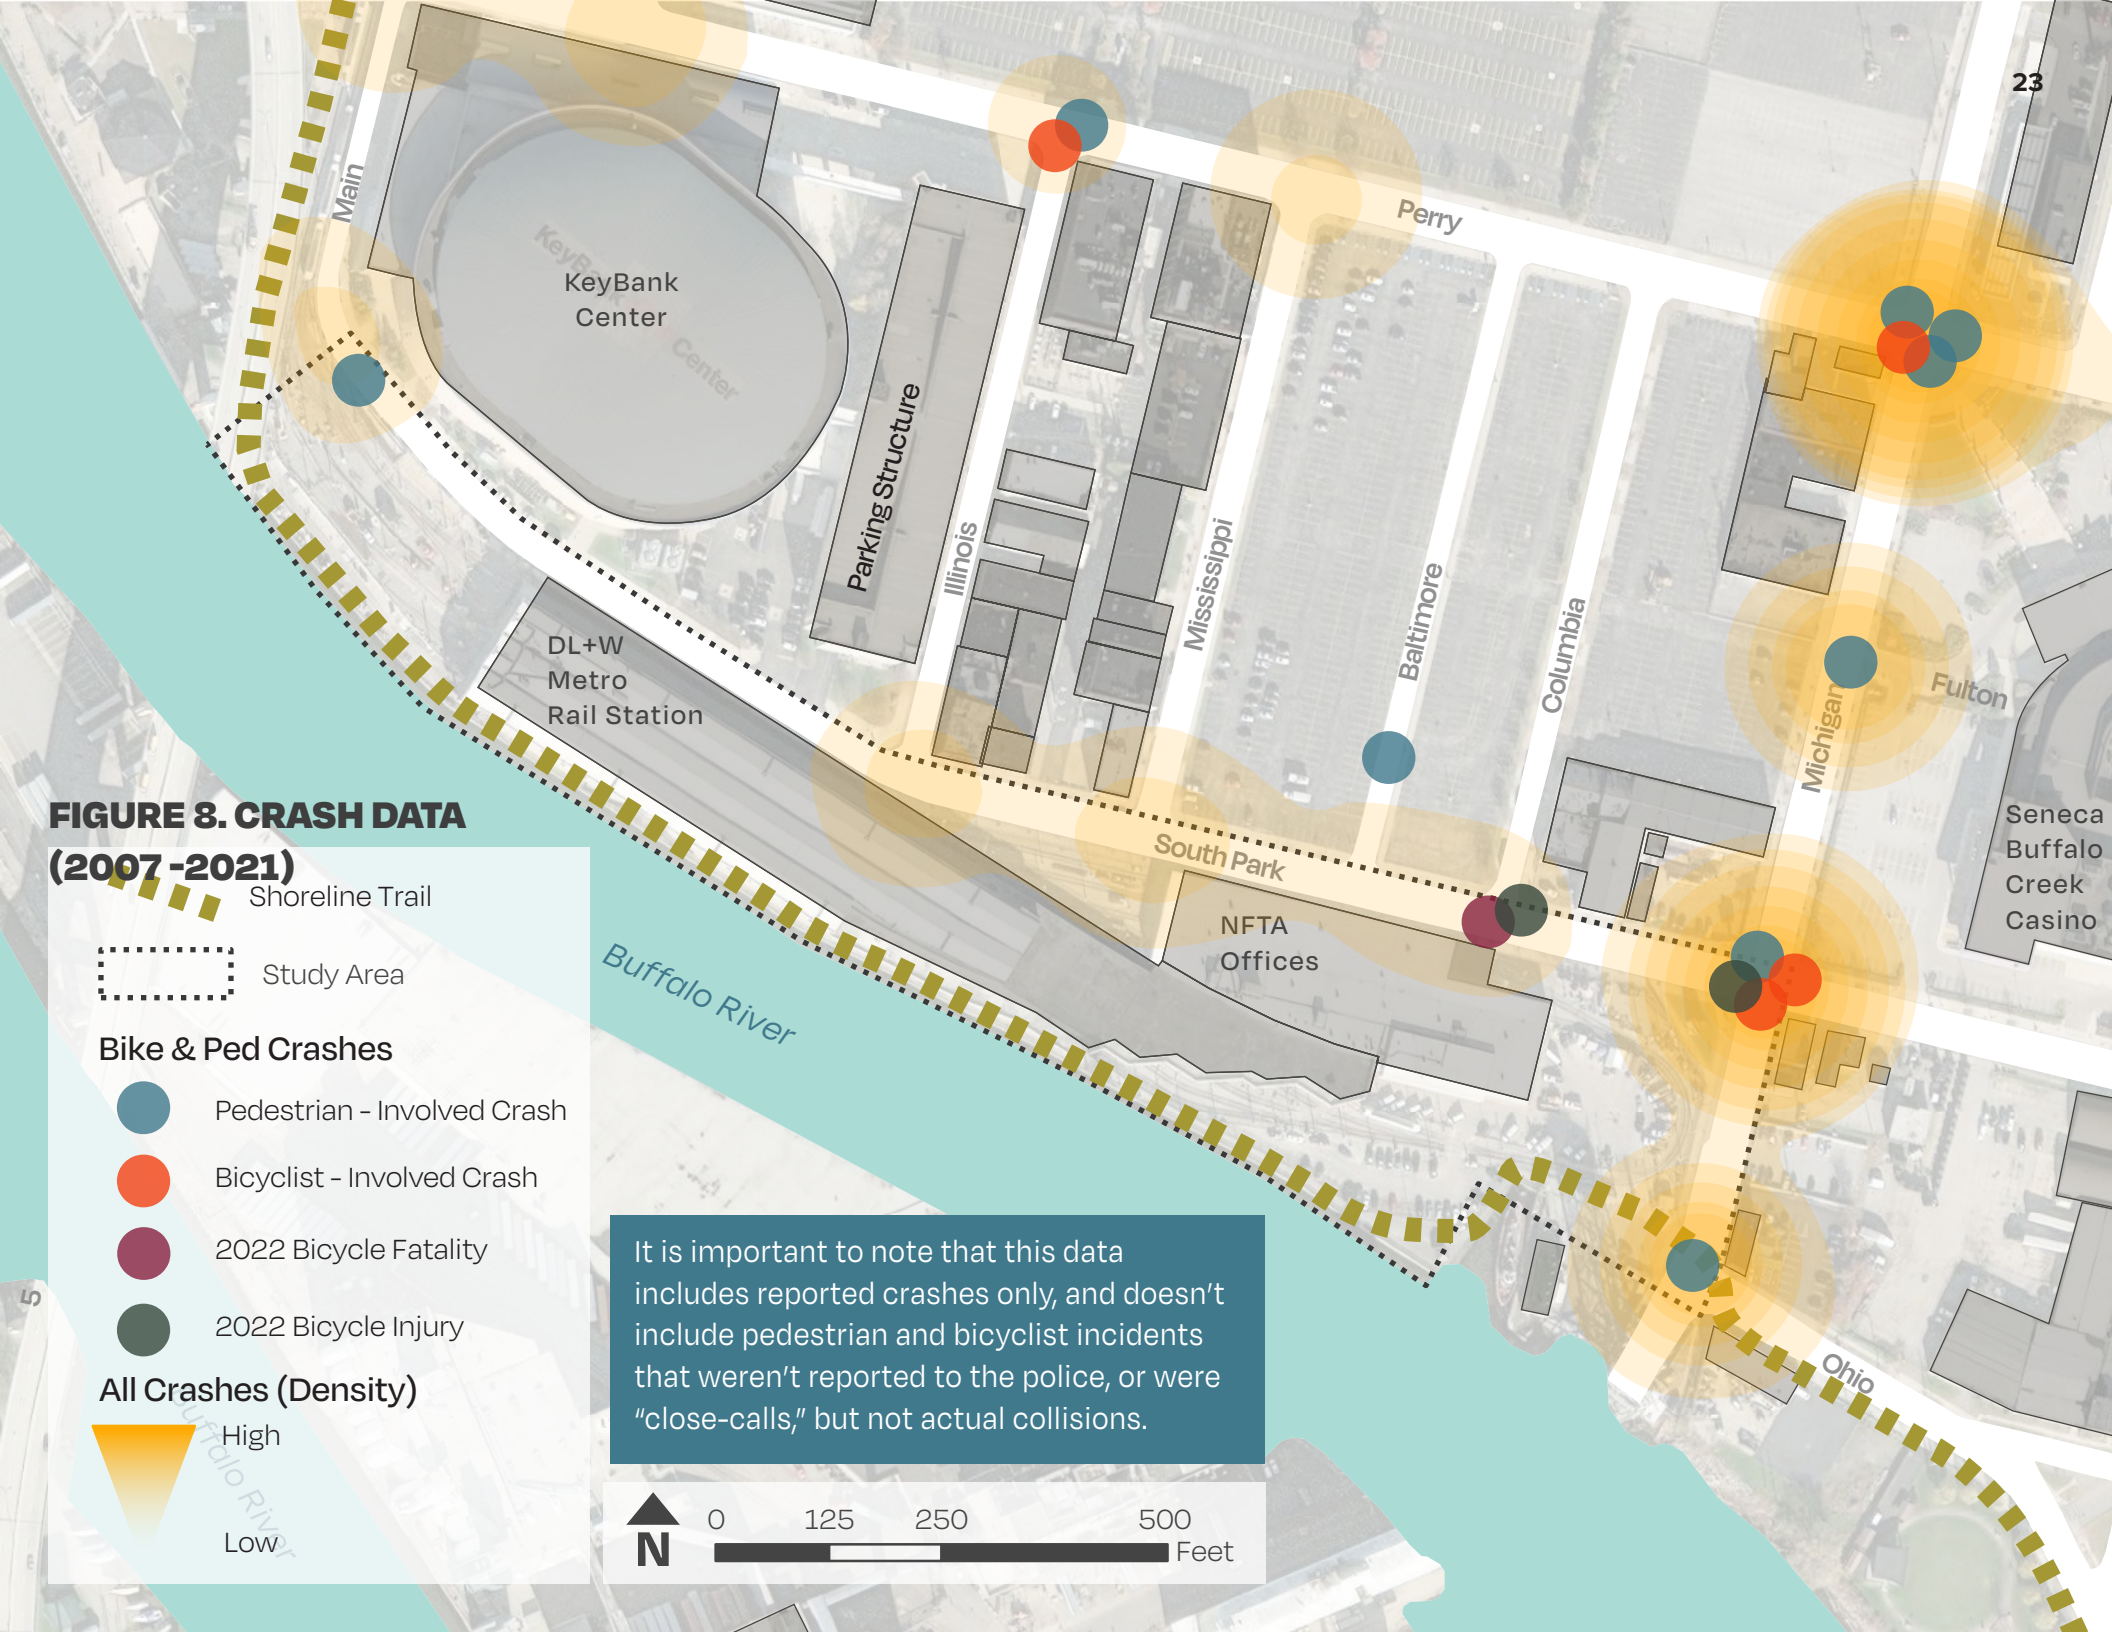 23
Main
KeyBank
Center
KeyBank Center
Perry
Parking Structure
Illinois
Mississippi
Baltimore
Columbia
Michigan
Fulton
DL+W
Metro
Rail Station
South Park
NFTA
Offices
Seneca
Buffalo
Creek
Casino
Buffalo River
Ohio
FIGURE 8. CRASH DATA
(2007 -2021)
Shoreline Trail
Study Area
Bike & Ped Crashes
Pedestrian - Involved Crash
Bicyclist - Involved Crash
2022 Bicycle Fatality
2022 Bicycle Injury
All Crashes (Density)
High
Low
Buffalo River
5
It is important to note that this data
includes reported crashes only, and doesn't
include pedestrian and bicyclist incidents
that weren't reported to the police, or were
“close-calls,” but not actual collisions.
N
0 125 250 500
Feet